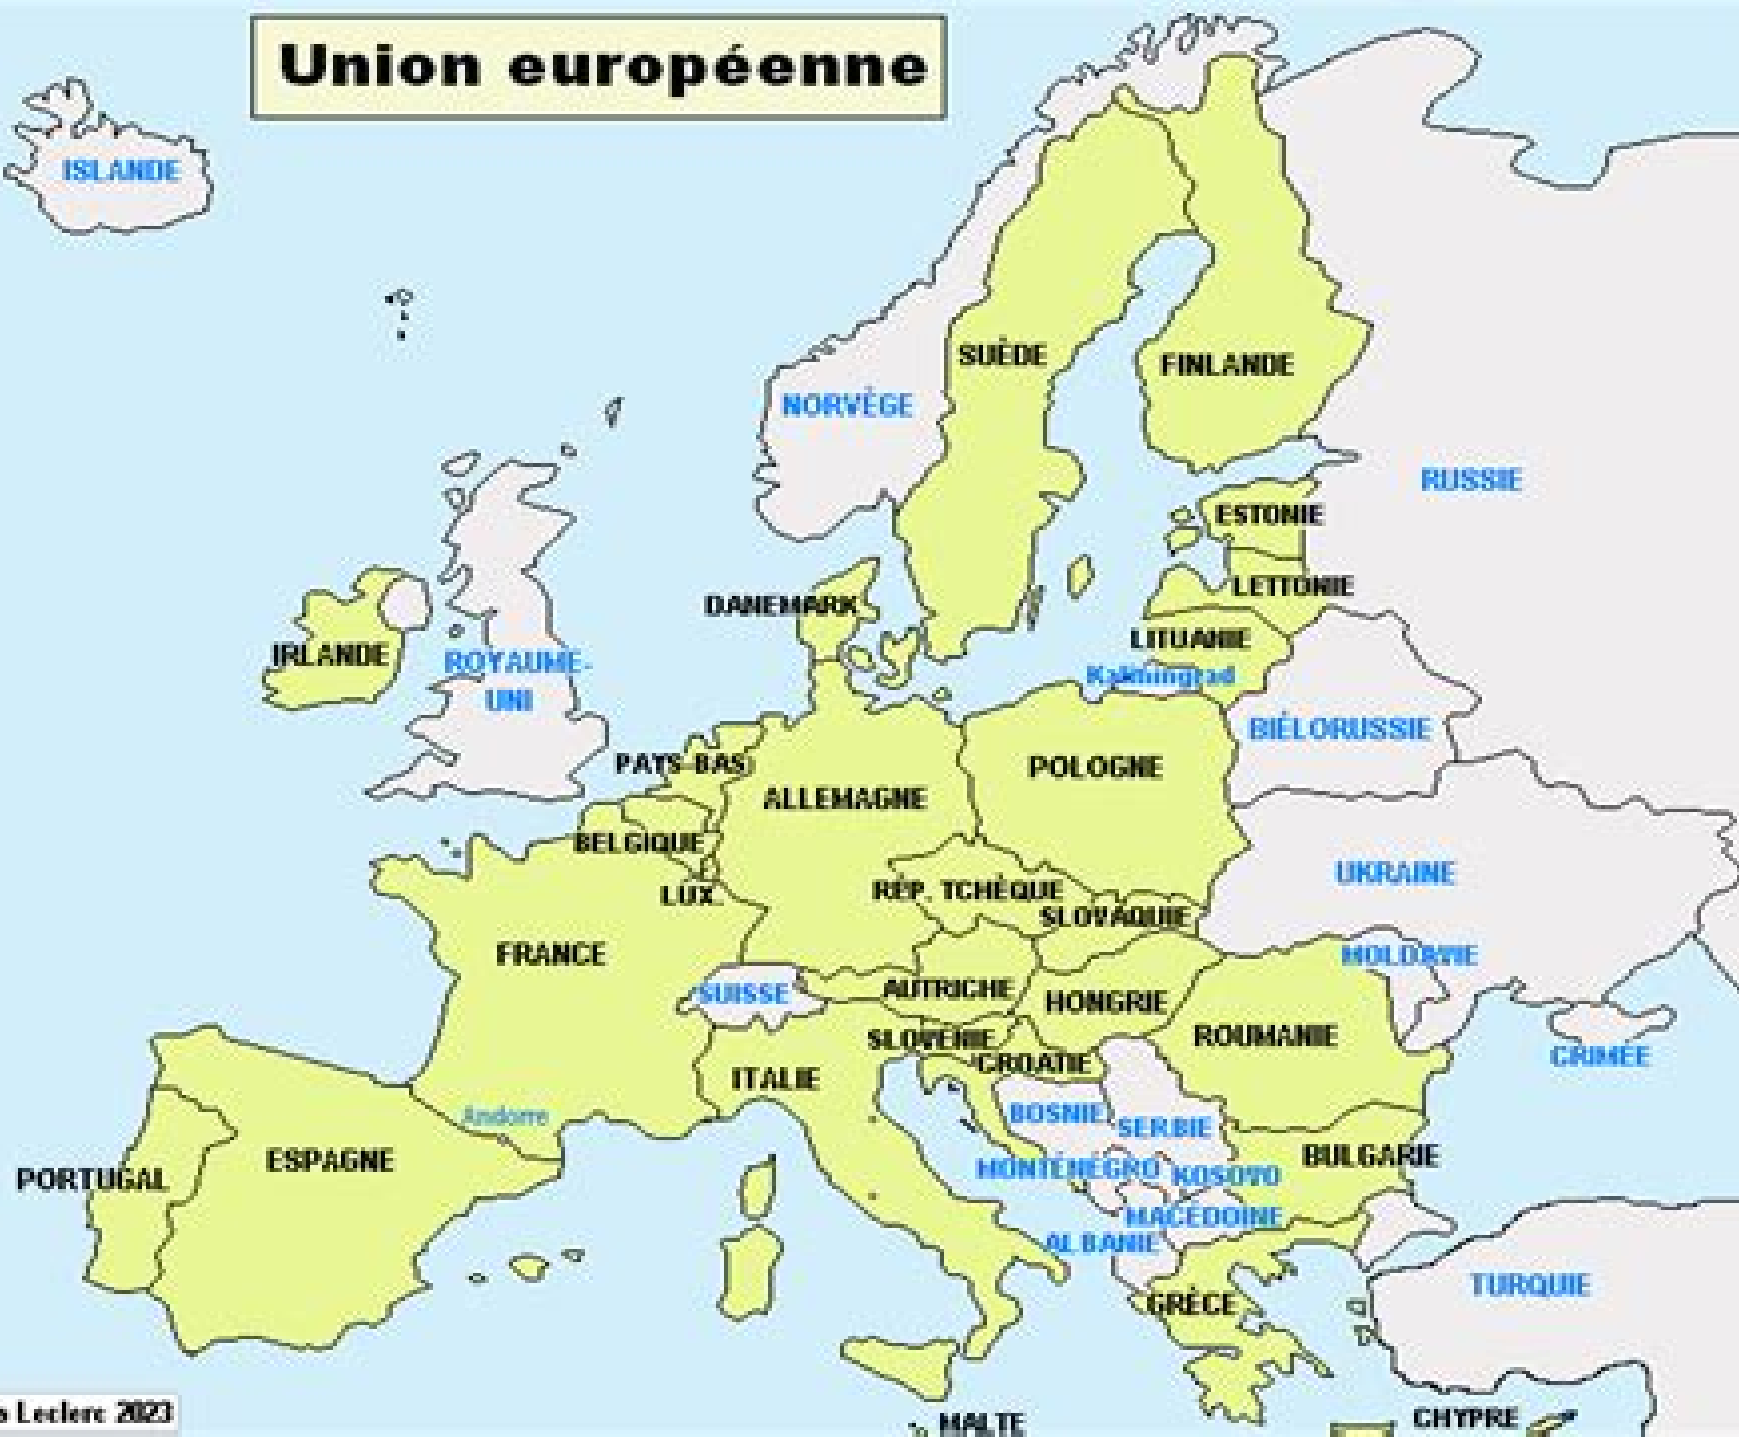 Union européenne
ISLANDE
SUÈDE
FINLANDE
NORVÈGE
RUSSIE
ESTONIE
LETTONIE
DANEMARK
LITUANIE
IRLANDE
ROYAUME-
UNI
Kaliningrad
BIÉLORUSSIE
PAYS-BAS
POLOGNE
ALLEMAGNE
BELGIQUE
UKRAINE
LUX.
RÉP. TCHÈQUE
SLOVAQUIE
FRANCE
MOLDAVIE
SUISSE
AUTRICHE
HONGRIE
ROUMANIE
SLOVÉNIE
CROATIE
CRIMÉE
ITALIE
Andorre
BOSNIE
SERBIE
ESPAGNE
BULGARIE
PORTUGAL
MONTÉNÉGRO
KOSOVO
MACÉDOINE
ALBANIE
TURQUIE
GRÈCE
Leclerc 2023
MALTE
CHYPRE